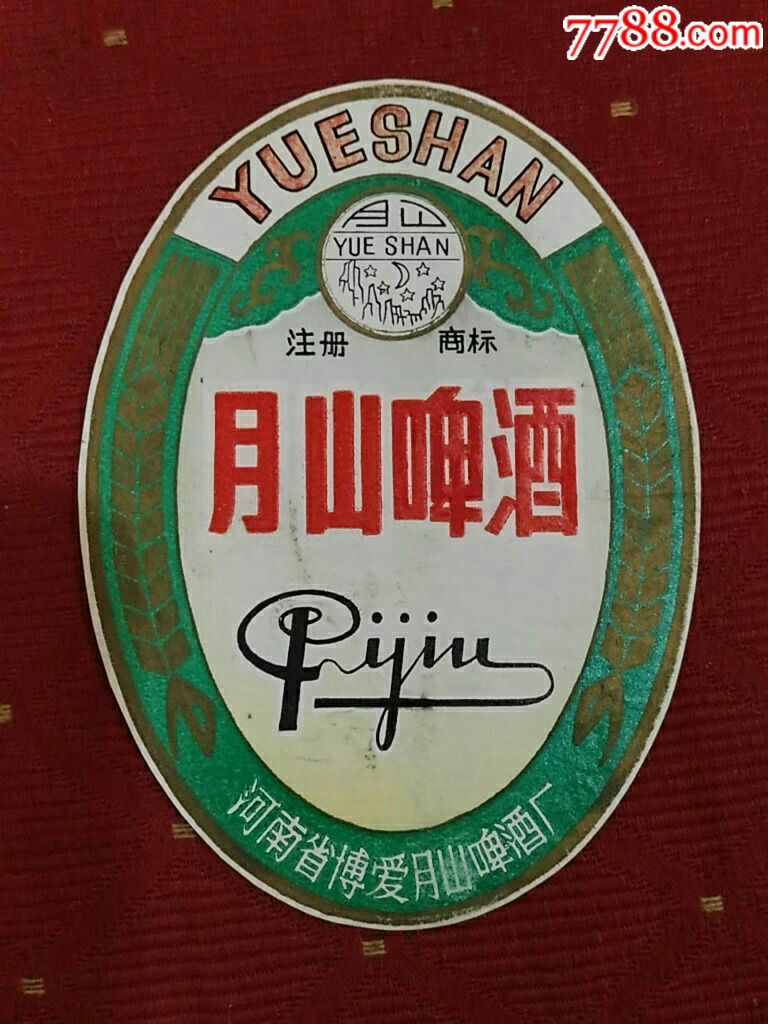 7788.com
YUESHAN
月山
YUE SHAN
注册 商标
月山啤酒
Pijiu
河南省博爱月山啤酒厂